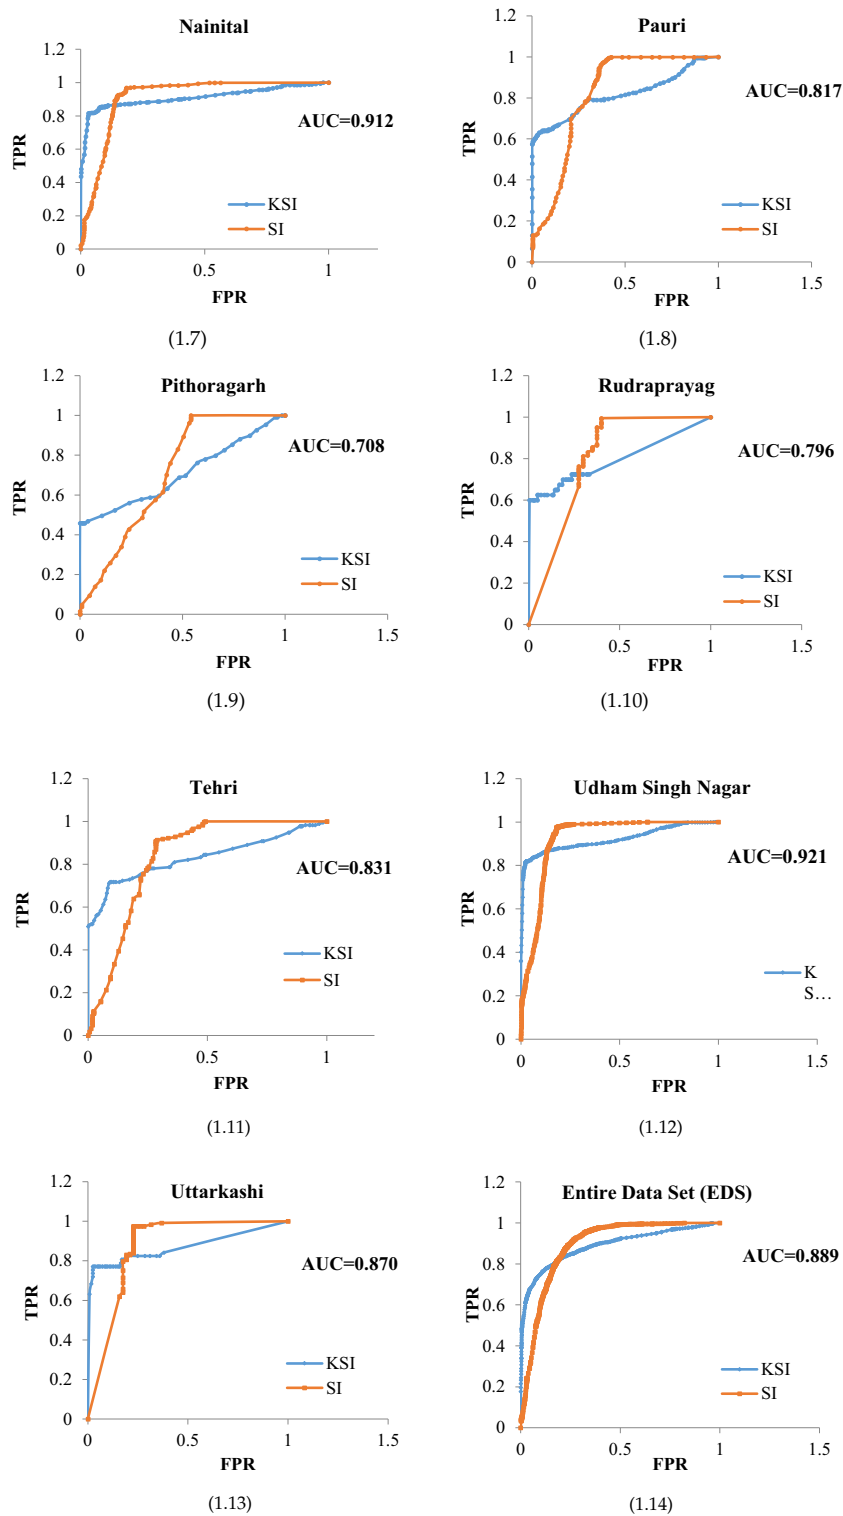 Nainital
1.2
1
0.8
0.6
0.4
0.2
0
TPR
AUC=0.912
KSI
SI
0
0.5
1
FPR
(1.7)
Pauri
1.2
1
0.8
0.6
0.4
0.2
0
TPR
AUC=0.817
KSI
SI
0
0.5
1
1.5
FPR
(1.8)
Pithoragarh
1.2
1
0.8
0.6
0.4
0.2
0
TPR
AUC=0.708
KSI
SI
0
0.5
1
1.5
FPR
(1.9)
Rudraprayag
1.2
1
0.8
0.6
0.4
0.2
0
TPR
AUC=0.796
KSI
SI
0
0.5
1
1.5
FPR
(1.10)
Tehri
1.2
1
0.8
0.6
0.4
0.2
0
TPR
AUC=0.831
KSI
SI
0
0.5
1
FPR
(1.11)
Udham Singh Nagar
1.2
1
0.8
0.6
0.4
0.2
0
TPR
AUC=0.921
K
S...
0
0.5
1
1.5
FPR
(1.12)
Uttarkashi
1.2
1
0.8
0.6
0.4
0.2
0
TPR
AUC=0.870
KSI
SI
0
0.5
1
1.5
FPR
(1.13)
Entire Data Set (EDS)
1.2
1
0.8
0.6
0.4
0.2
0
TPR
AUC=0.889
KSI
SI
0
0.5
1
1.5
FPR
(1.14)